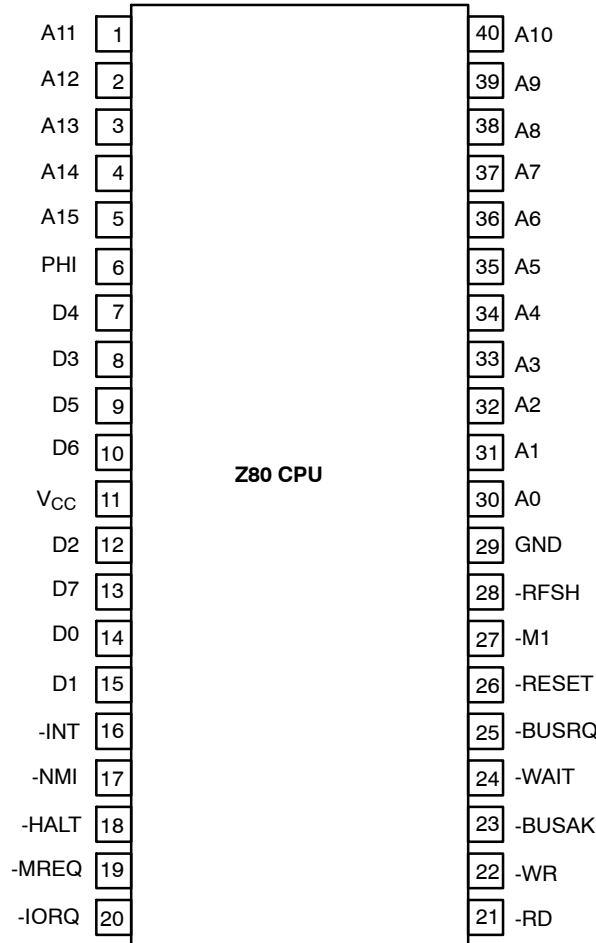 A11 1 40 A10
A12 2 39 A9
A13 3 38 A8
A14 4 37 A7
A15 5 36 A6
PHI 6 35 A5
D4 7 34 A4
D3 8 33 A3
D5 9 32 A2
D6 10 31 A1
Z80 CPU
VCC 11 30 A0
D2 12 29 GND
D7 13 28 -RFSH
D0 14 27 -M1
D1 15 26 -RESET
-INT 16 25 -BUSRQ
-NMI 17 24 -WAIT
-HALT 18 23 -BUSAK
-MREQ 19 22 -WR
-IORQ 20 21 -RD